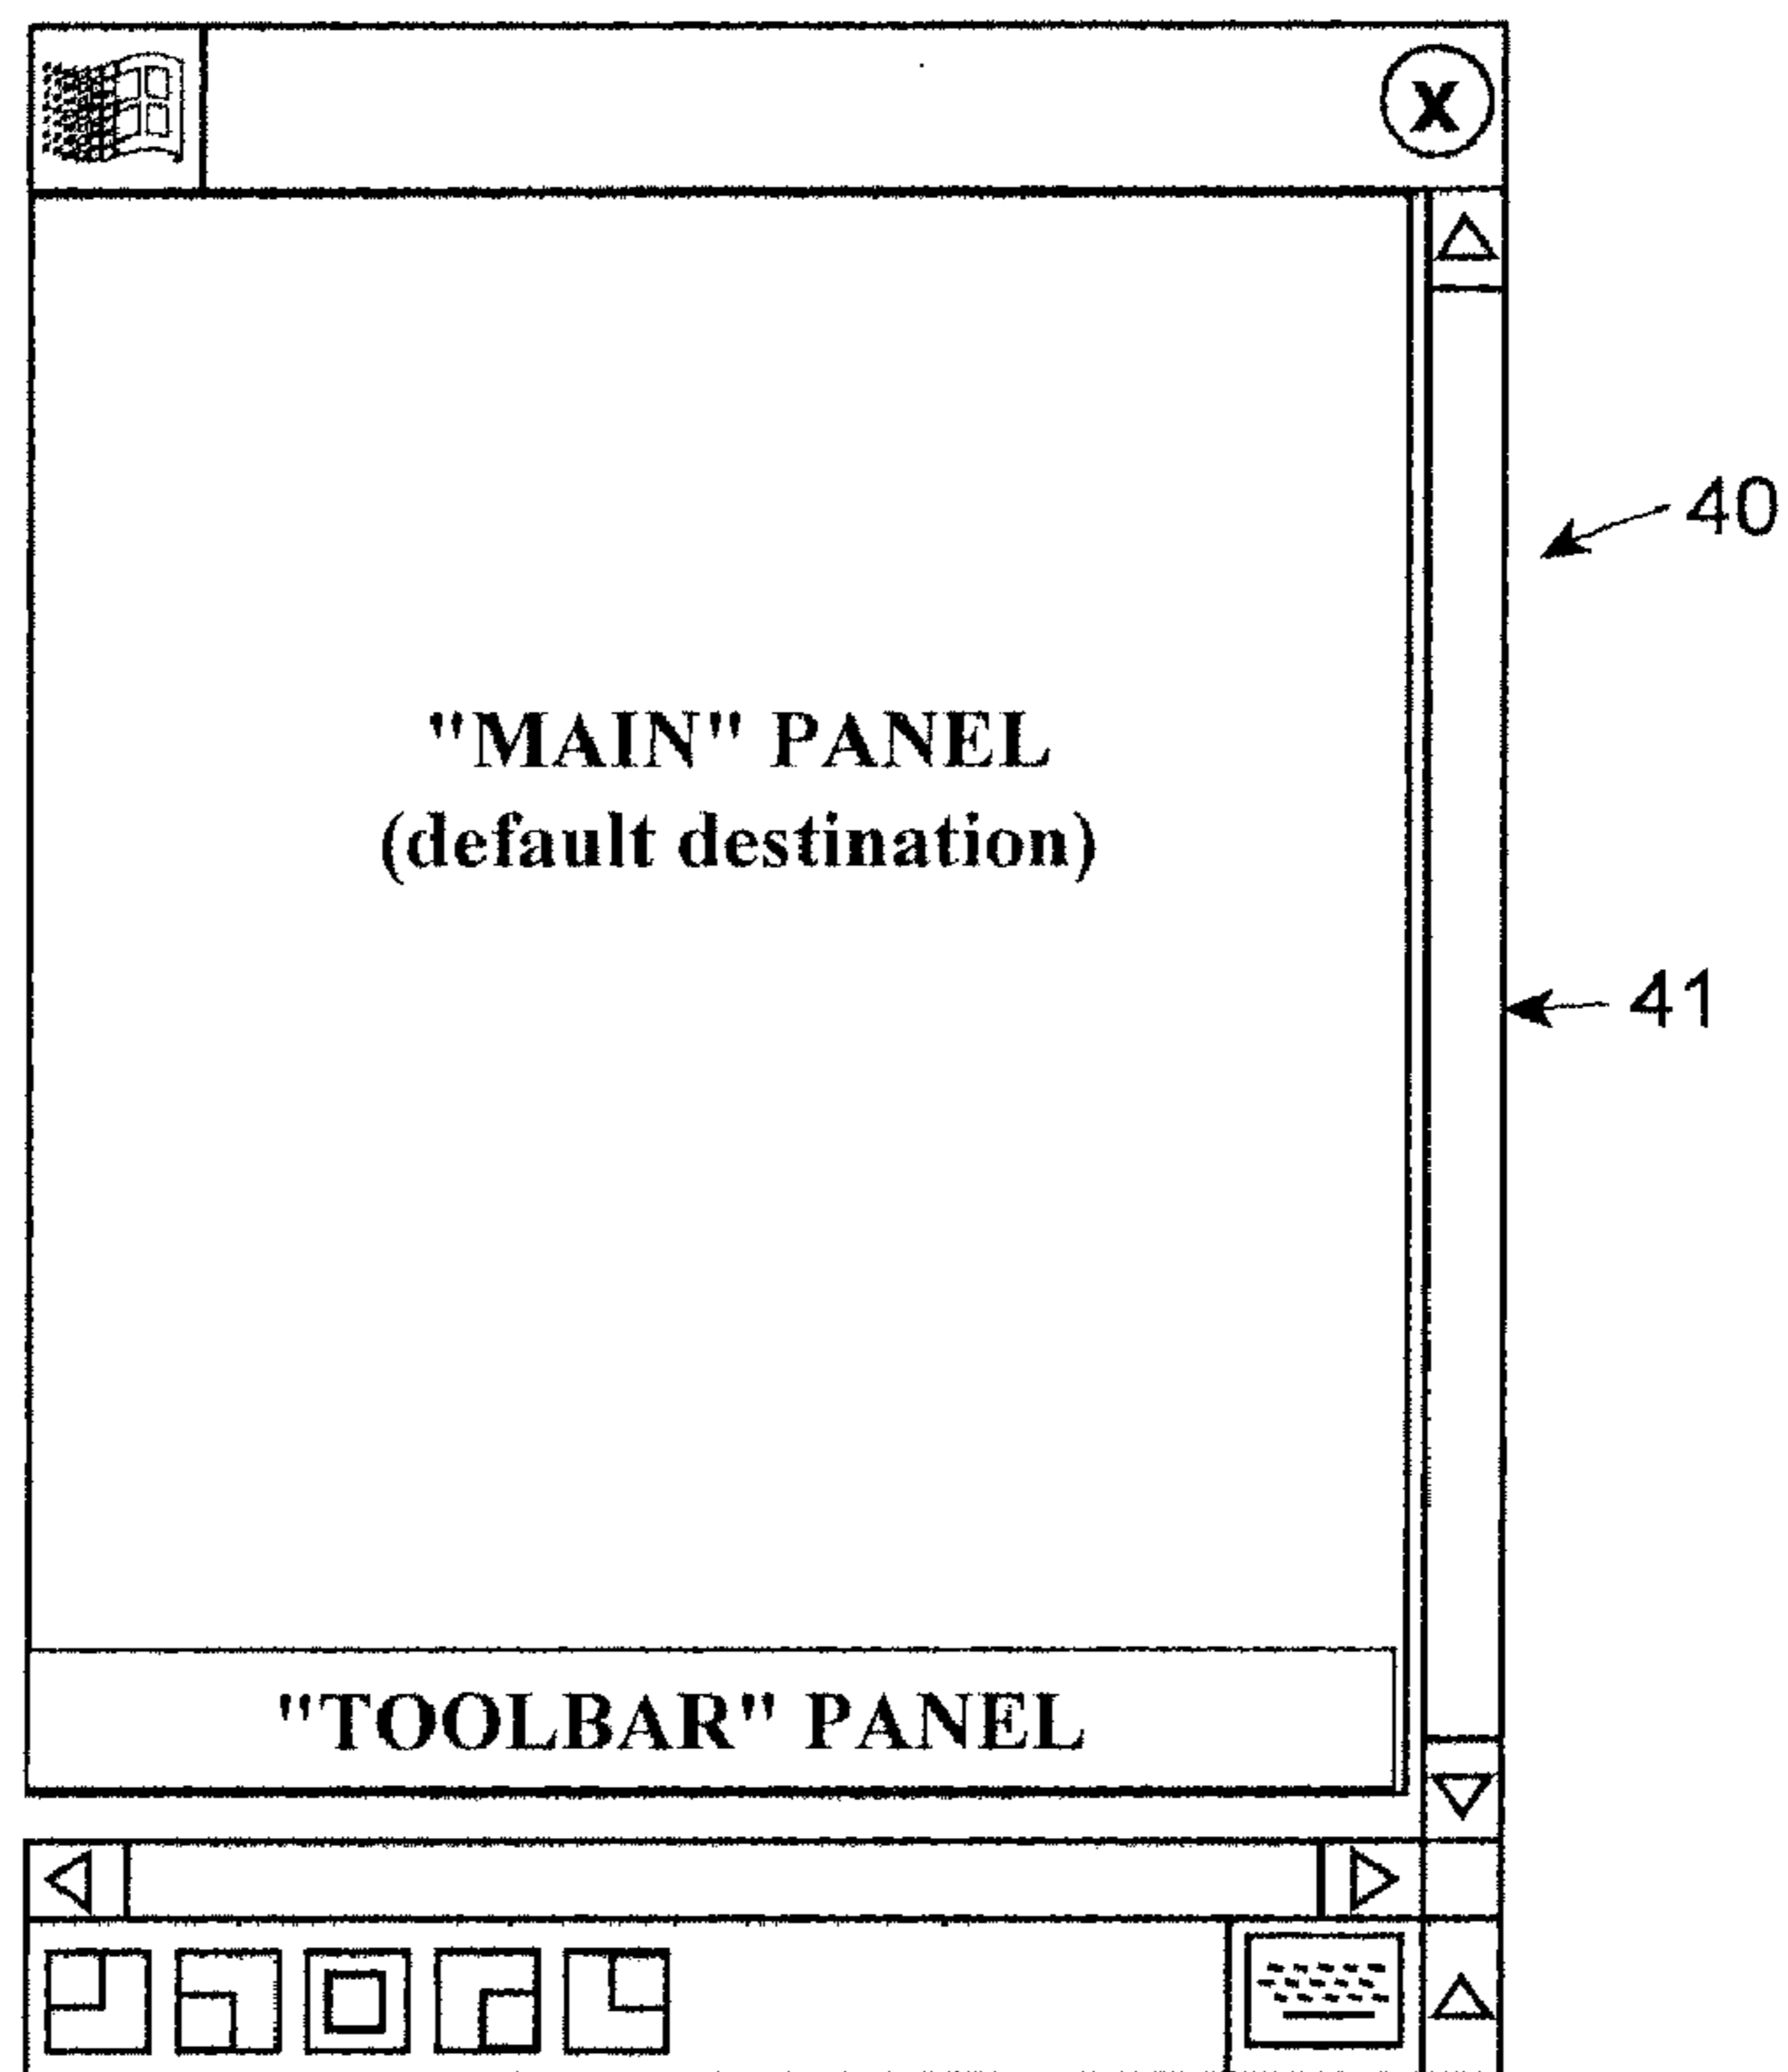 X
40
"MAIN" PANEL
(default destination)
41
"TOOLBAR" PANEL